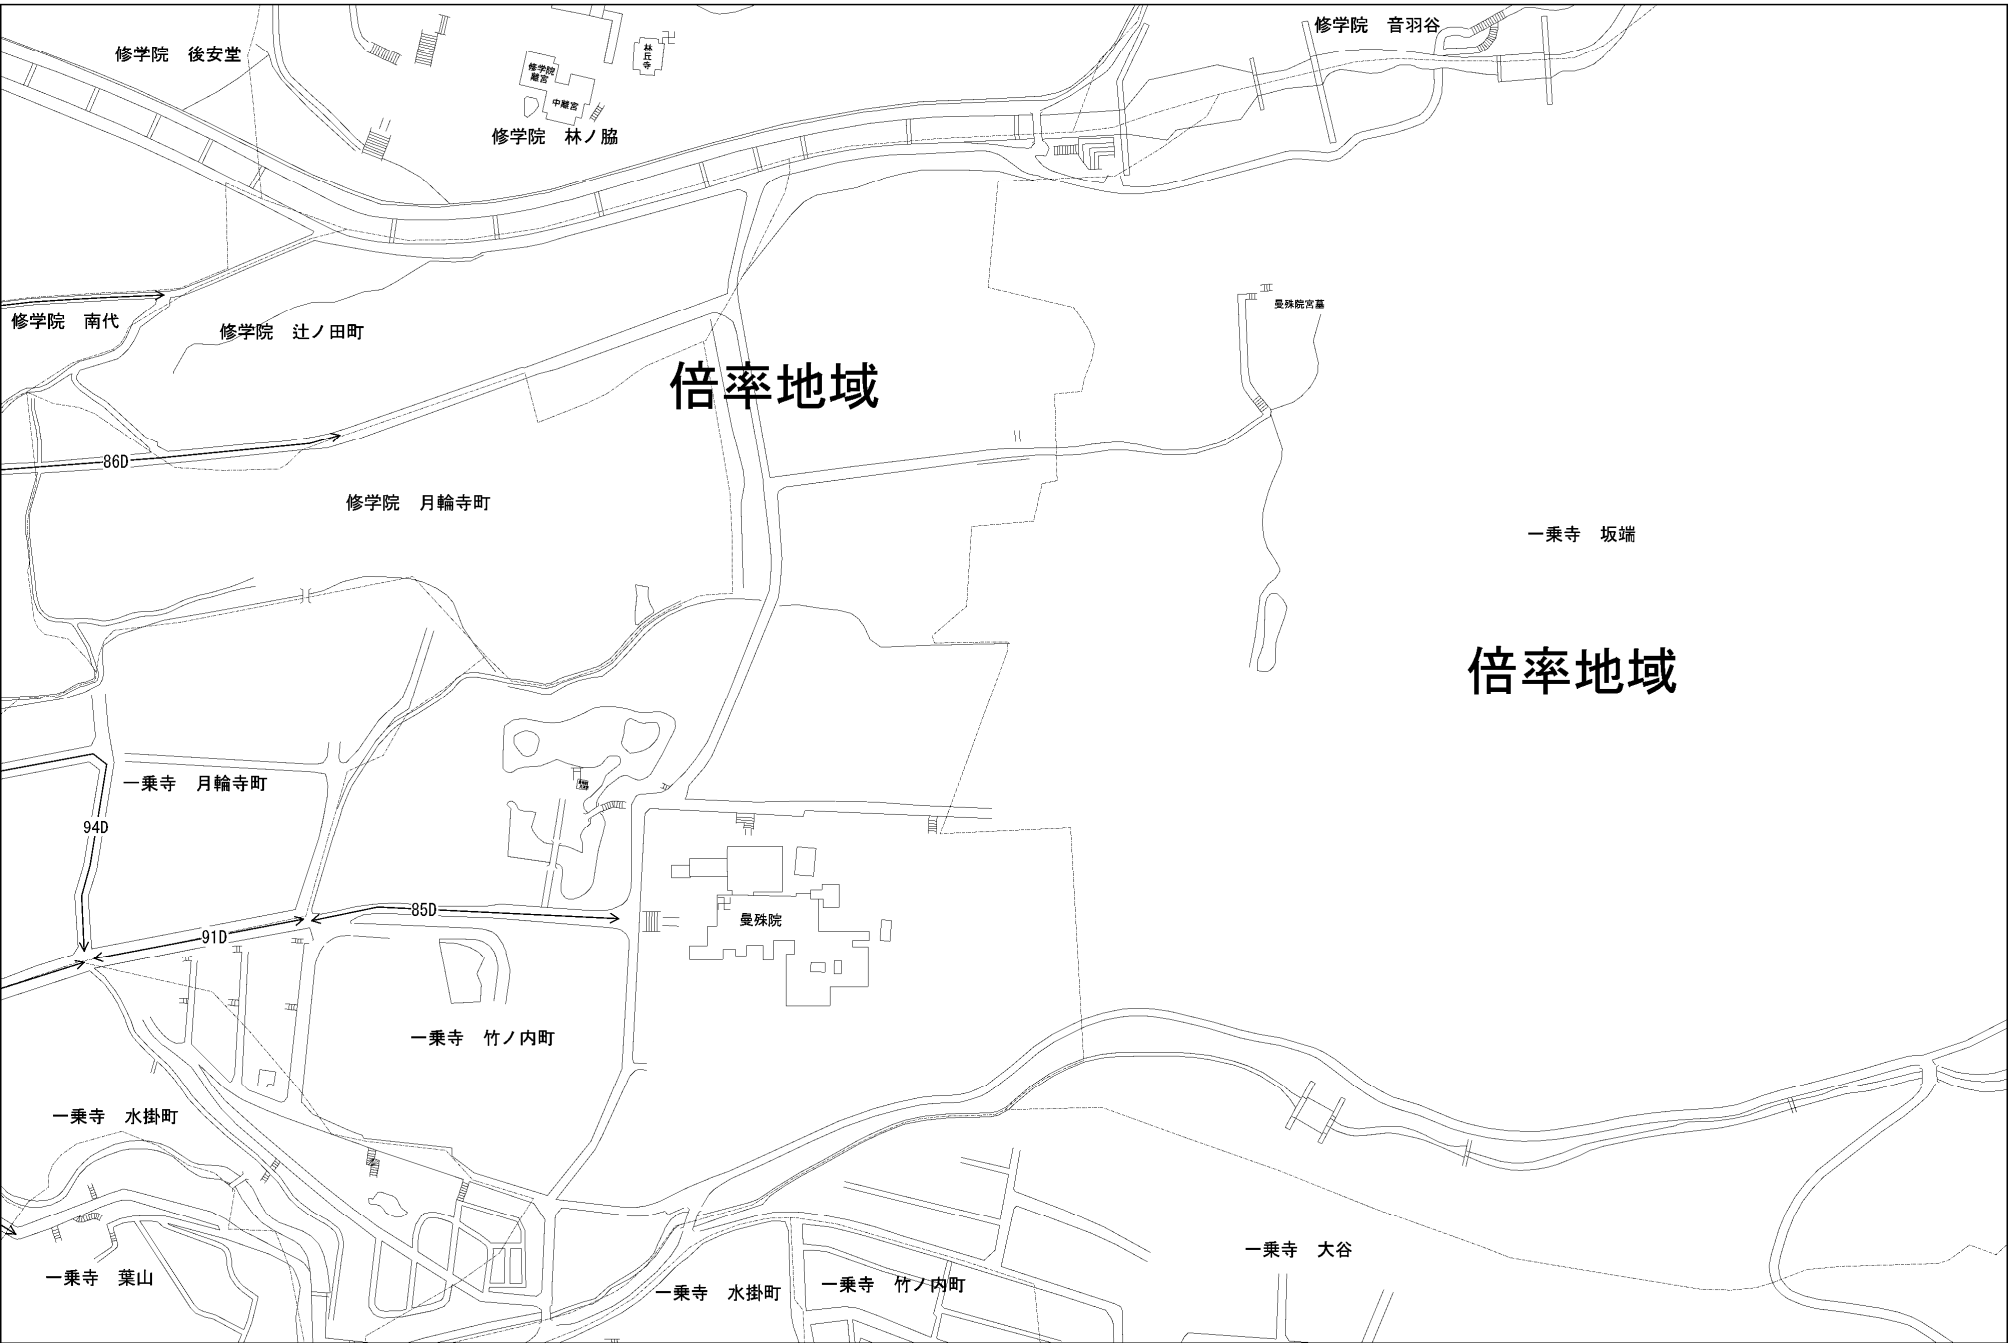 修学院　音羽谷
修学院　後安堂
林丘寺
修学院
離宮
中離宮
修学院　林ノ脇
曼殊院宮墓
修学院　南代
修学院　辻ノ田町
倍率地域
86D
修学院　月輪寺町
一乗寺　坂端
倍率地域
一乗寺　月輪寺町
94D
85D
曼殊院
91D
一乗寺　竹ノ内町
一乗寺　水掛町
一乗寺　大谷
一乗寺　葉山
一乗寺　竹ノ内町
一乗寺　水掛町